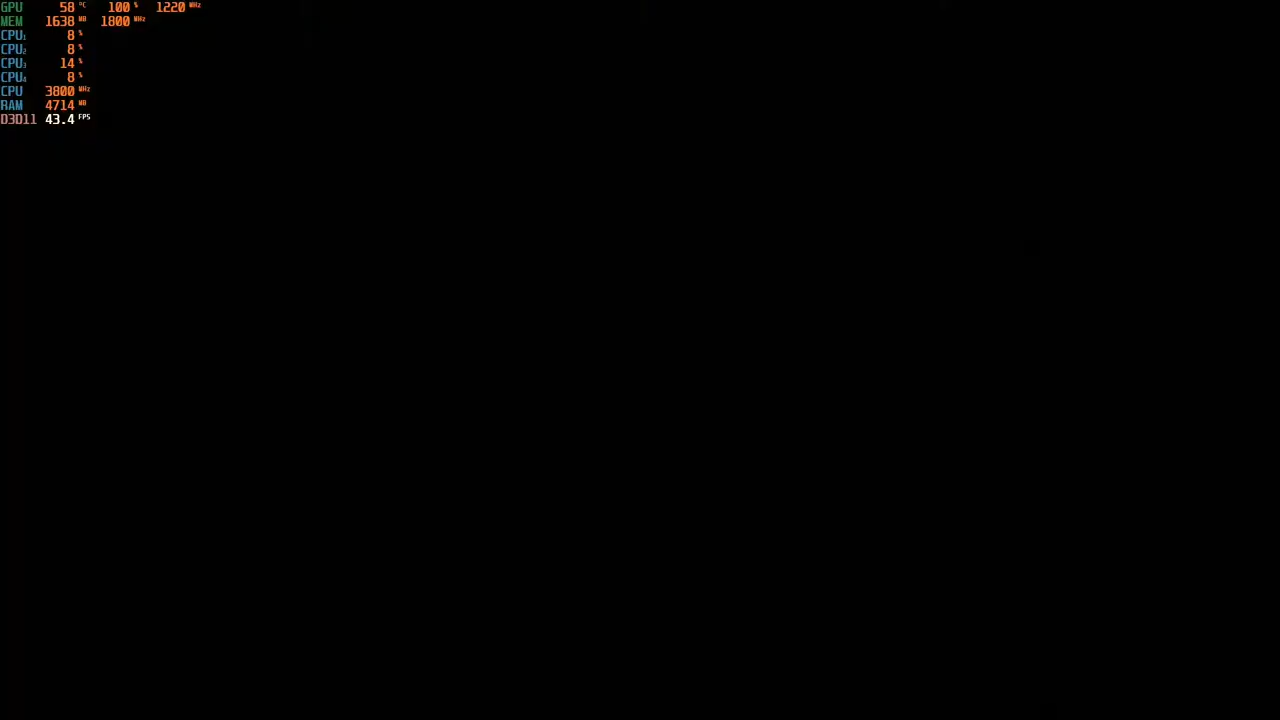 GPU 58 °C 100 % 1220 MHz
MEM 1638 MB 1800 MHz
CPU1 8 %
CPU2 8 %
CPU3 14 %
CPU4 8 %
CPU 3800 MHz
RAM 4714 MB
D3D11 43.4 FPS